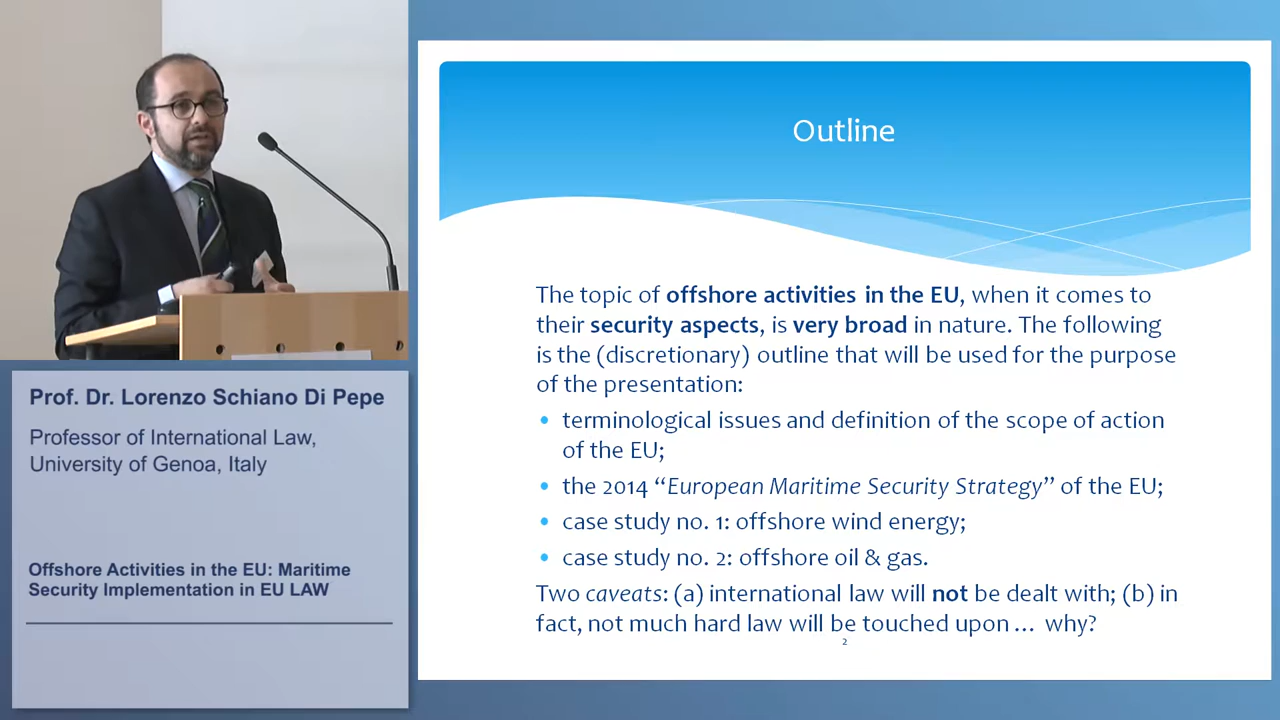 Outline
The topic of offshore activities in the EU, when it comes to
their security aspects, is very broad in nature. The following
is the (discretionary) outline that will be used for the purpose
of the presentation:
• terminological issues and definition of the scope of action
of the EU;
• the 2014 “European Maritime Security Strategy” of the EU;
• case study no. 1: offshore wind energy;
• case study no. 2: offshore oil & gas.
Two caveats: (a) international law will not be dealt with; (b) in
fact, not much hard law will be touched upon … why?
2
Prof. Dr. Lorenzo Schiano Di Pepe
Professor of International Law,
University of Genoa, Italy
Offshore Activities in the EU: Maritime
Security Implementation in EU LAW